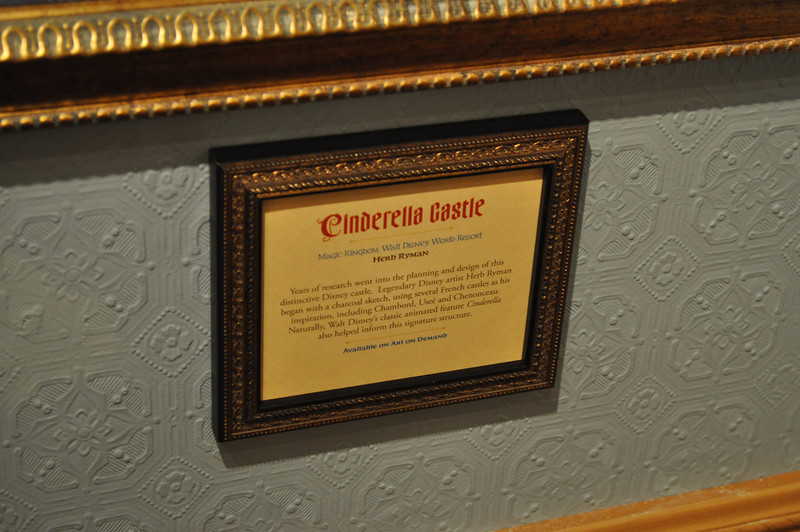 Cinderella Castle
Magic Kingdom, Walt Disney World Resort
Herb Ryman
Years of research went into the planning and design of this
distinctive Disney castle. Legendary Disney artist Herb Ryman
began with a charcoal sketch, using several French castles as his
inspiration, including Chambord, Useé and Chenonceau.
Naturally, Walt Disney's classic animated feature Cinderella
also helped inform this signature structure.
Available on Art on Demand